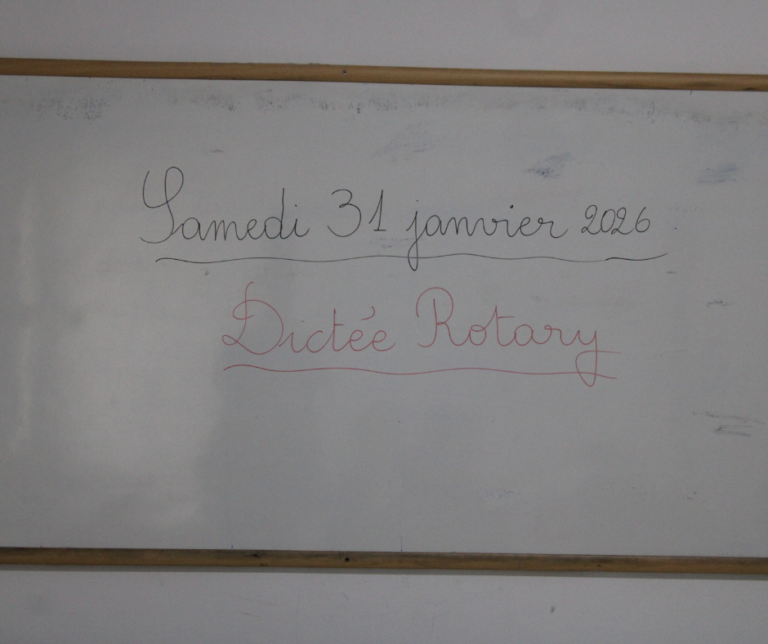 Samedi 31 janvier 2026
Dictée Rotary